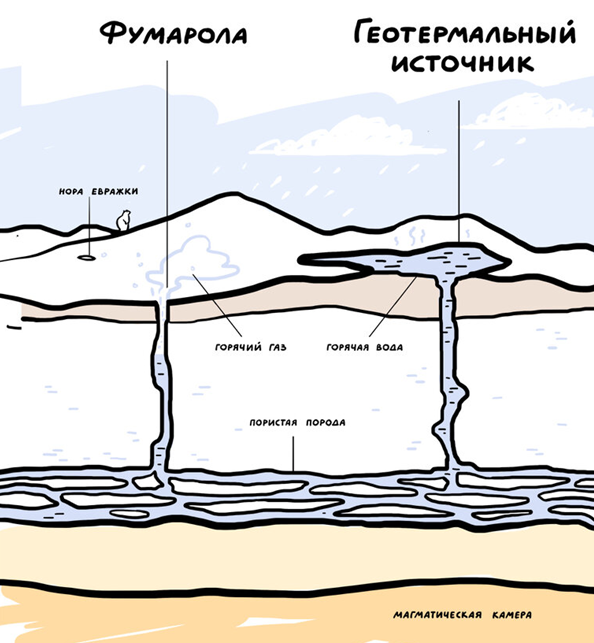 Фумарола
Геотермальный
источник
нора евражки
горячий газ
горячая вода
пористая порода
магматическая камера